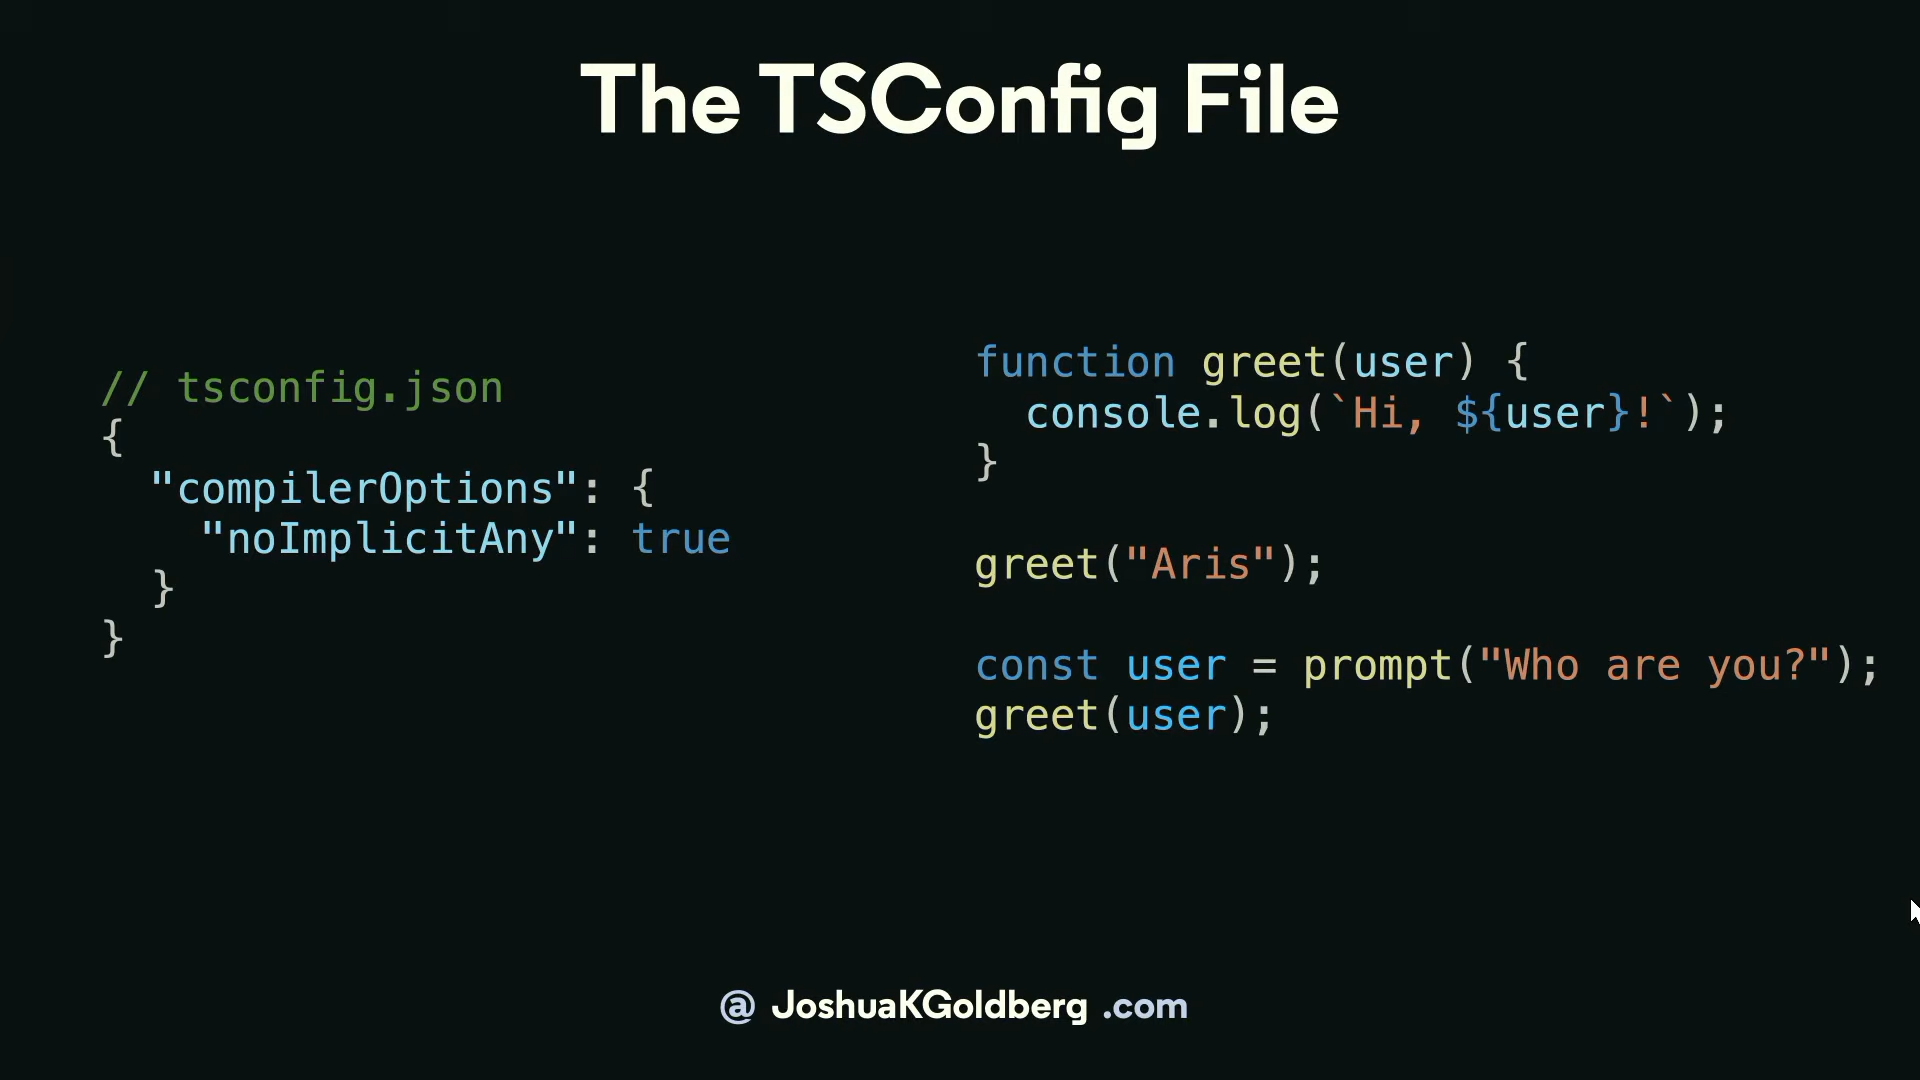 The TSConfig File
// tsconfig.json
{
  "compilerOptions": {
    "noImplicitAny": true
  }
}
function greet(user) {
  console.log(`Hi, ${user}!`);
}
greet("Aris");
const user = prompt("Who are you?");
greet(user);
@ JoshuaKGoldberg .com